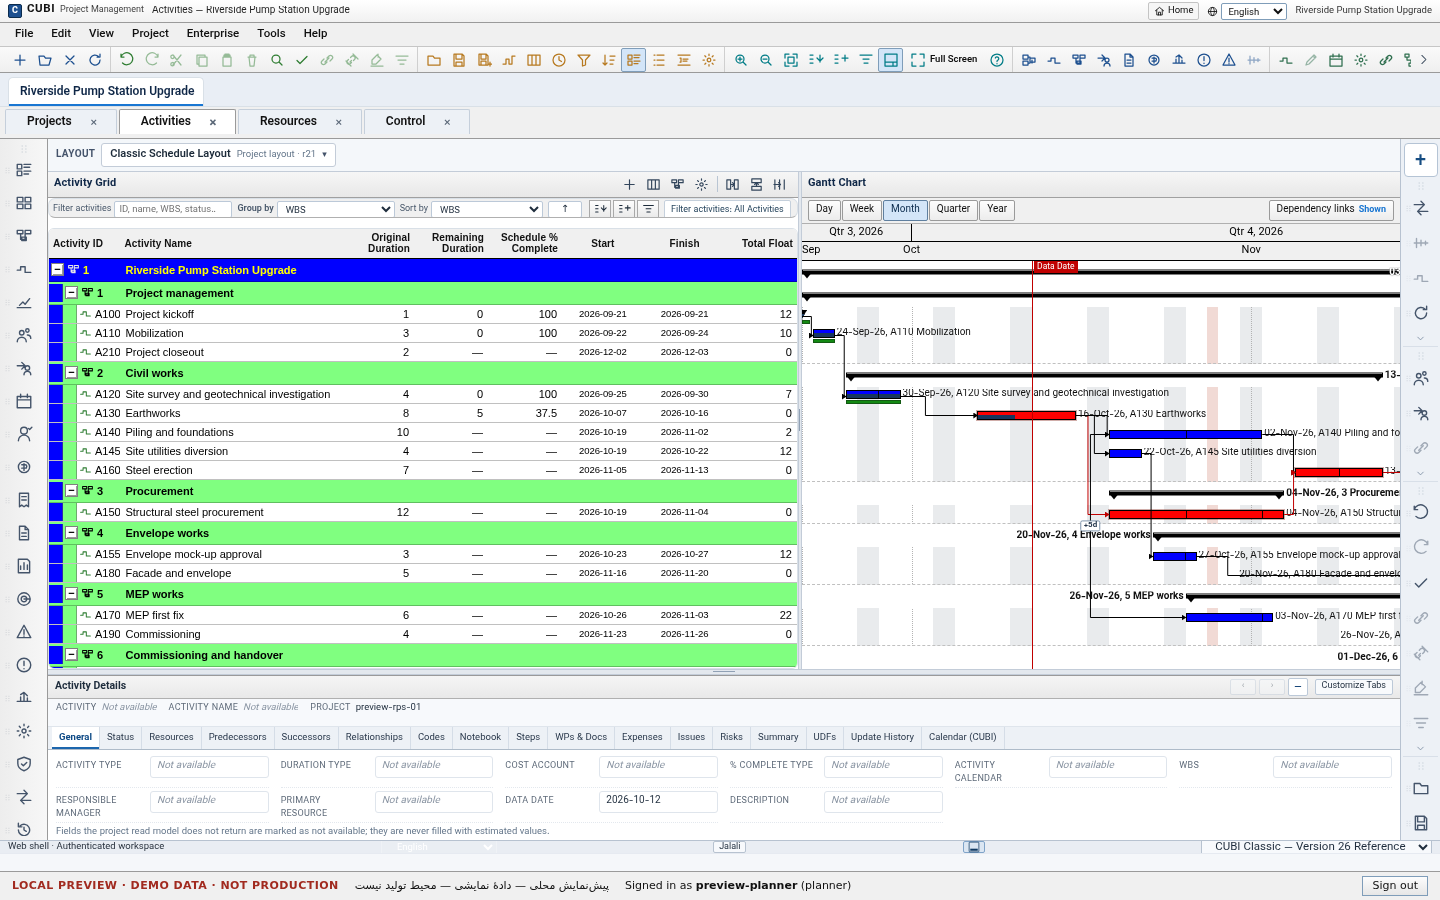 C CUBI Project Management Activities — Riverside Pump Station Upgrade Home English Riverside Pump Station Upgrade
File Edit View Project Enterprise Tools Help
Full Screen
Riverside Pump Station Upgrade
Projects × Activities × Resources × Control ×
LAYOUT Classic Schedule Layout Project layout · r21
Activity Grid
Filter activities ID, name, WBS, status.. Group by WBS Sort by WBS Filter activities: All Activities
Activity ID Activity Name Original Duration Remaining Duration Schedule % Complete Start Finish Total Float
1 Riverside Pump Station Upgrade
1 Project management
A100 Project kickoff 1 0 100 2026-09-21 2026-09-21 12
A110 Mobilization 3 0 100 2026-09-22 2026-09-24 10
A210 Project closeout 2 — — 2026-12-02 2026-12-03 0
2 Civil works
A120 Site survey and geotechnical investigation 4 0 100 2026-09-25 2026-09-30 7
A130 Earthworks 8 5 37.5 2026-10-07 2026-10-16 0
A140 Piling and foundations 10 — — 2026-10-19 2026-11-02 2
A145 Site utilities diversion 4 — — 2026-10-19 2026-10-22 12
A160 Steel erection 7 — — 2026-11-05 2026-11-13 0
3 Procurement
A150 Structural steel procurement 12 — — 2026-10-19 2026-11-04 0
4 Envelope works
A155 Envelope mock-up approval 3 — — 2026-10-23 2026-10-27 12
A180 Facade and envelope 5 — — 2026-11-16 2026-11-20 0
5 MEP works
A170 MEP first fix 6 — — 2026-10-26 2026-11-03 22
A190 Commissioning 4 — — 2026-11-23 2026-11-26 0
6 Commissioning and handover
Gantt Chart
Day Week Month Quarter Year Dependency links Shown
Qtr 3, 2026 Qtr 4, 2026
Sep Oct Nov
Data Date
03-
24-Sep-26, A110 Mobilization
13-
30-Sep-26, A120 Site survey and geotechnical investigation
16-Oct-26, A130 Earthworks
02-Nov-26, A140 Piling and fo
22-Oct-26, A145 Site utilities diversion
13-
04-Nov-26, 3 Procureme
04-Nov-26, A150 Structur
+5d
20-Nov-26, 4 Envelope works
27-Oct-26, A155 Envelope mock-up approval
20-Nov-26, A180 Facade and envelo
26-Nov-26, 5 MEP works
03-Nov-26, A170 MEP first f
26-Nov-26, A
01-Dec-26, 6
Activity Details Customize Tabs
ACTIVITY Not available ACTIVITY NAME Not available PROJECT preview-rps-01
General Status Resources Predecessors Successors Relationships Codes Notebook Steps WPs & Docs Expenses Issues Risks Summary UDFs Update History Calendar (CUBI)
ACTIVITY TYPE Not available DURATION TYPE Not available COST ACCOUNT Not available % COMPLETE TYPE Not available ACTIVITY CALENDAR Not available WBS Not available
RESPONSIBLE MANAGER Not available PRIMARY RESOURCE Not available DATA DATE 2026-10-12 DESCRIPTION Not available
Fields the project read model does not return are marked as not available; they are never filled with estimated values.
Web shell · Authenticated workspace English Jalali CUBI Classic — Version 26 Reference
LOCAL PREVIEW · DEMO DATA · NOT PRODUCTION پیش‌نمایش محلی — دادهٔ نمایشی — محیط تولید نیست Signed in as preview-planner (planner) Sign out